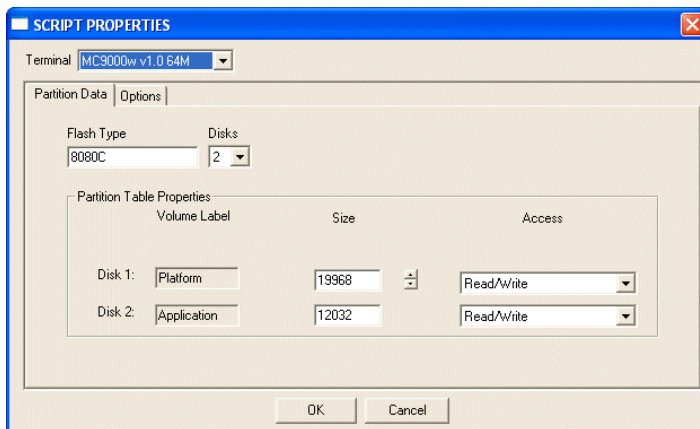 SCRIPT PROPERTIES
Terminal MC9000w v1.0 64M
Partition Data Options
Flash Type Disks
8080C 2
Partition Table Properties
Volume Label Size Access
Disk 1: Platform 19968 Read/Write
Disk 2: Application 12032 Read/Write
OK Cancel